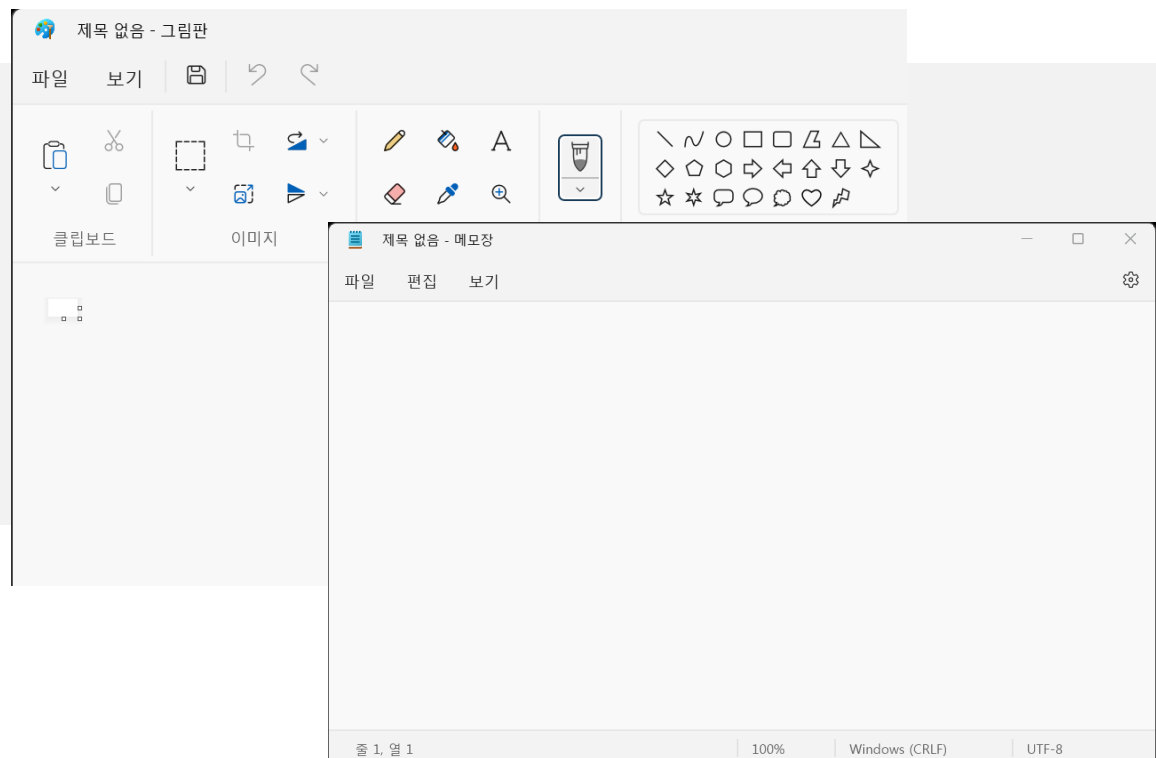 제목 없음 - 그림판
파일 보기
클립보드 이미지
제목 없음 - 메모장
파일 편집 보기
줄 1, 열 1 100% Windows (CRLF) UTF-8